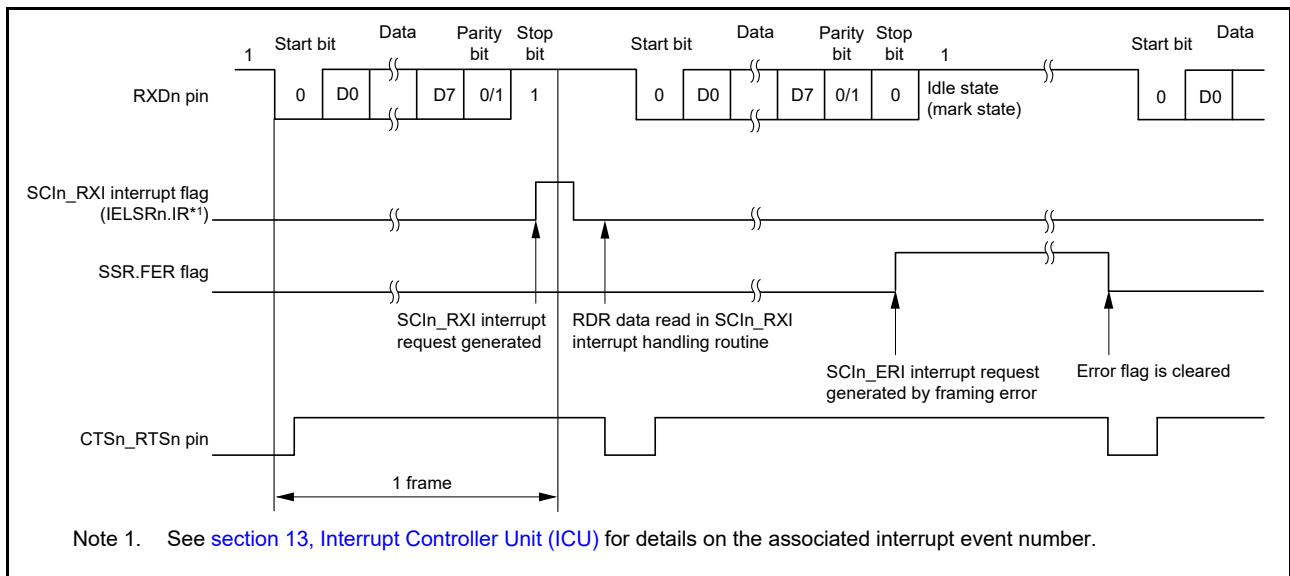 1 Start bit Data Parity bit Stop bit Start bit Data Parity bit Stop bit 1 Start bit Data
RXDn pin 0 D0 D7 0/1 1 0 D0 D7 0/1 0 Idle state (mark state) 0 D0
SCIn_RXI interrupt flag
(IELSRn.IR*1)
SSR.FER flag
SCIn_RXI interrupt
request generated
RDR data read in SCIn_RXI
interrupt handling routine
SCIn_ERI interrupt request
generated by framing error
Error flag is cleared
CTSn_RTSn pin
1 frame
Note 1. See section 13, Interrupt Controller Unit (ICU) for details on the associated interrupt event number.